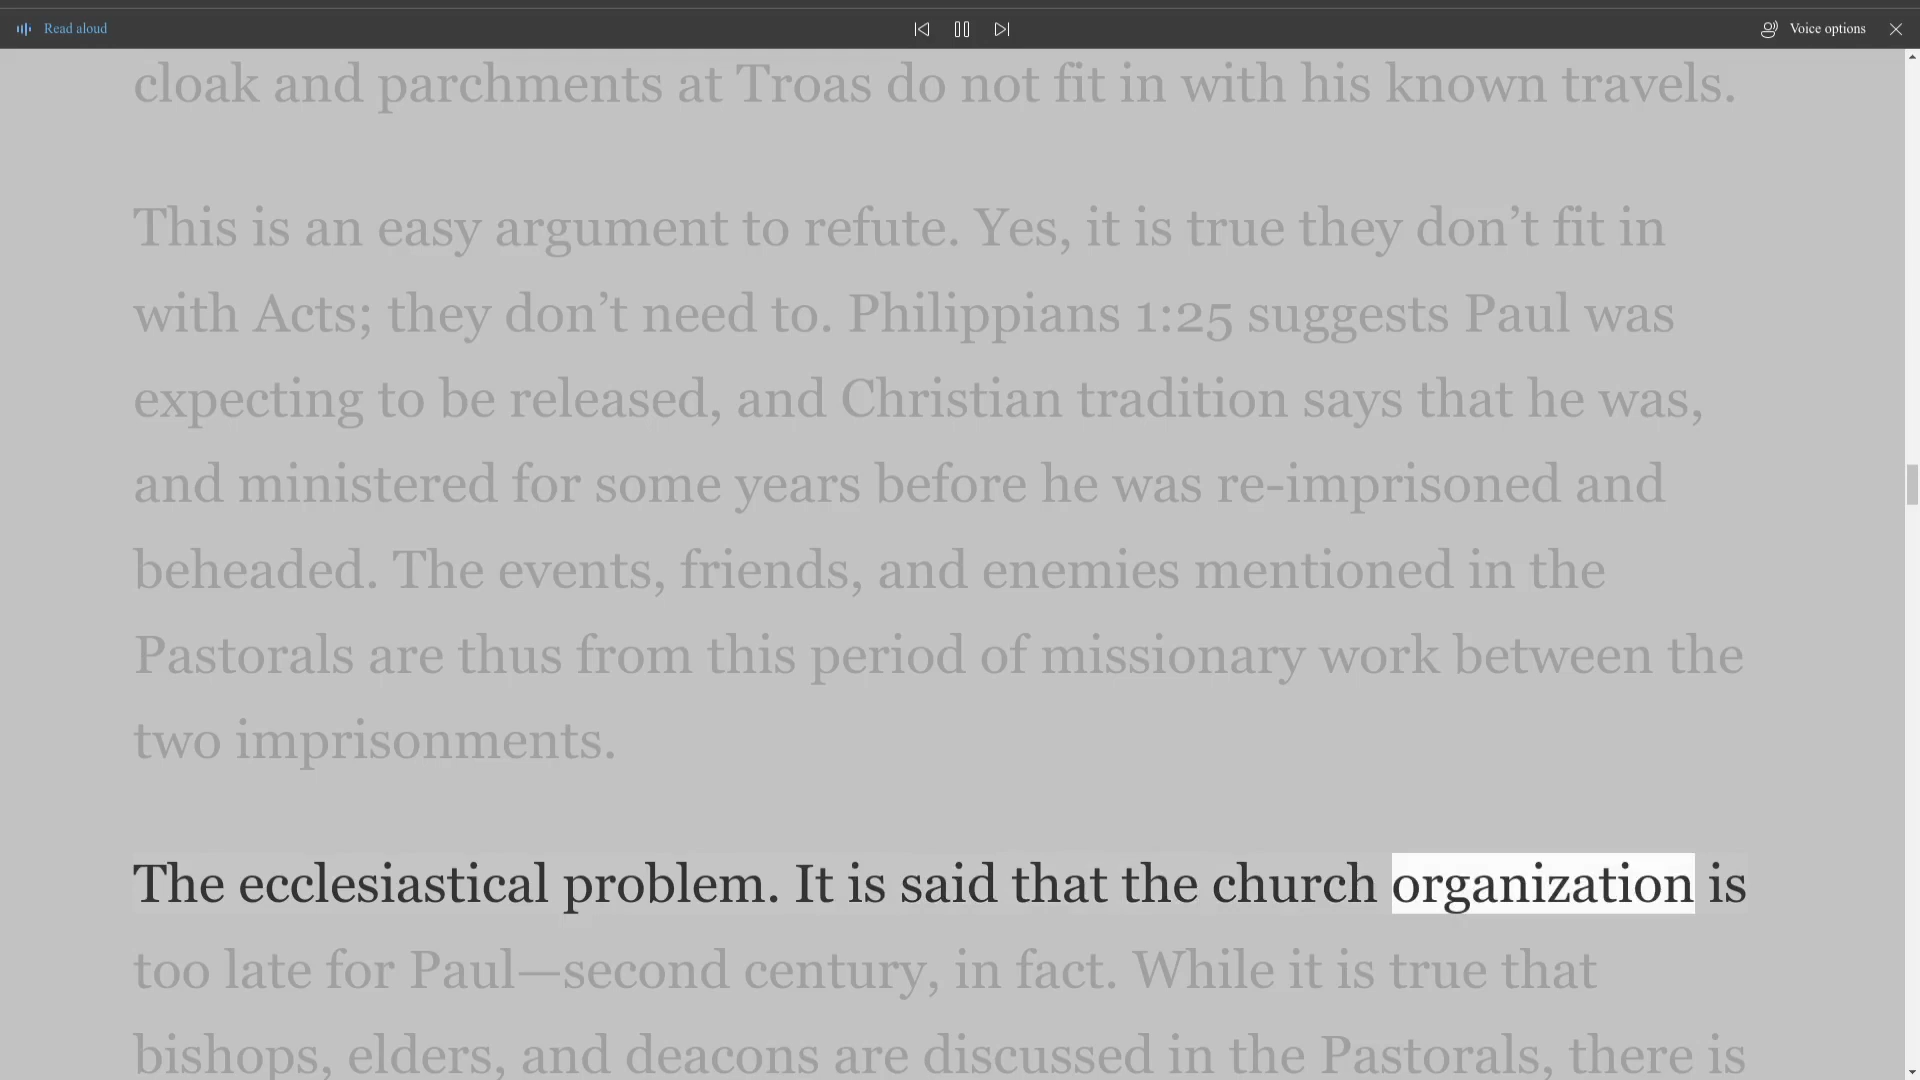 Read aloud
Voice options
cloak and parchments at Troas do not fit in with his known travels.
This is an easy argument to refute. Yes, it is true they don’t fit in
with Acts; they don’t need to. Philippians 1:25 suggests Paul was
expecting to be released, and Christian tradition says that he was,
and ministered for some years before he was re-imprisoned and
beheaded. The events, friends, and enemies mentioned in the
Pastorals are thus from this period of missionary work between the
two imprisonments.
The ecclesiastical problem. It is said that the church organization is
too late for Paul—second century, in fact. While it is true that
bishops, elders, and deacons are discussed in the Pastorals, there is